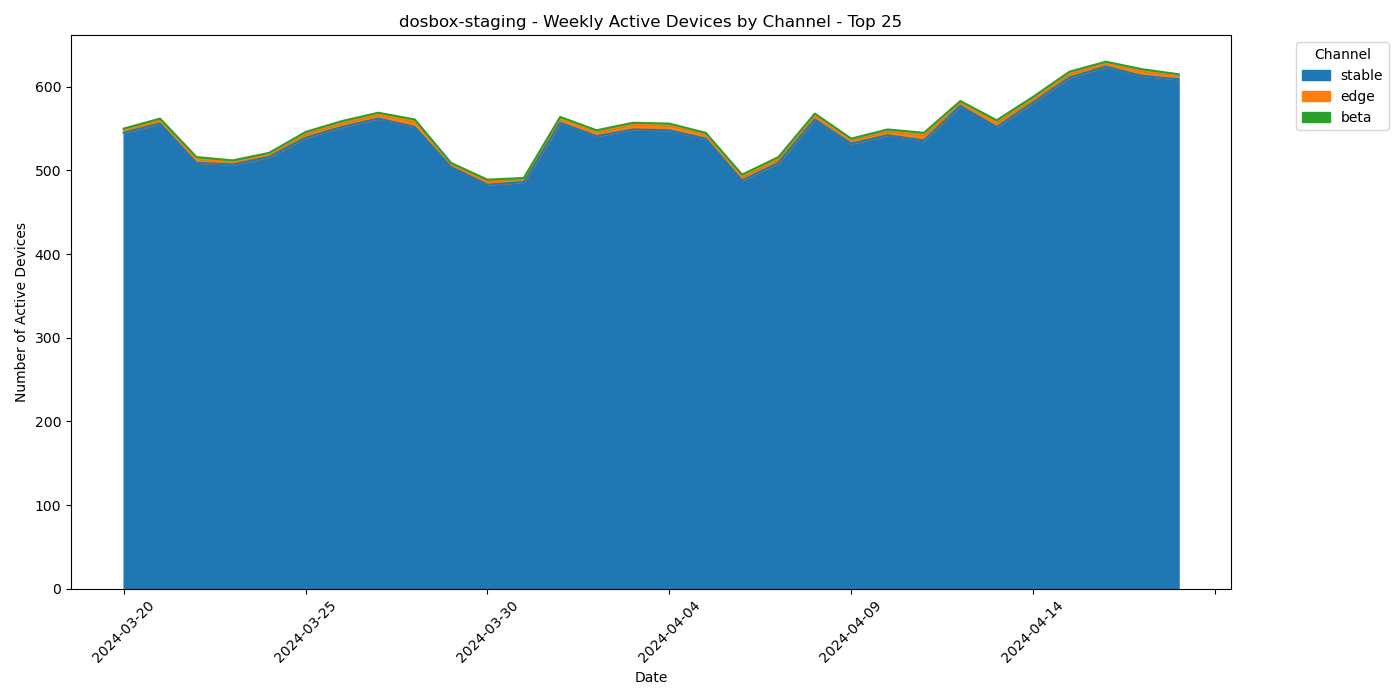 dosbox-staging - Weekly Active Devices by Channel - Top 25
Number of Active Devices
600
500
400
300
200
100
0
2024-03-20
2024-03-25
2024-03-30
2024-04-04
2024-04-09
2024-04-14
Date
Channel
stable
edge
beta